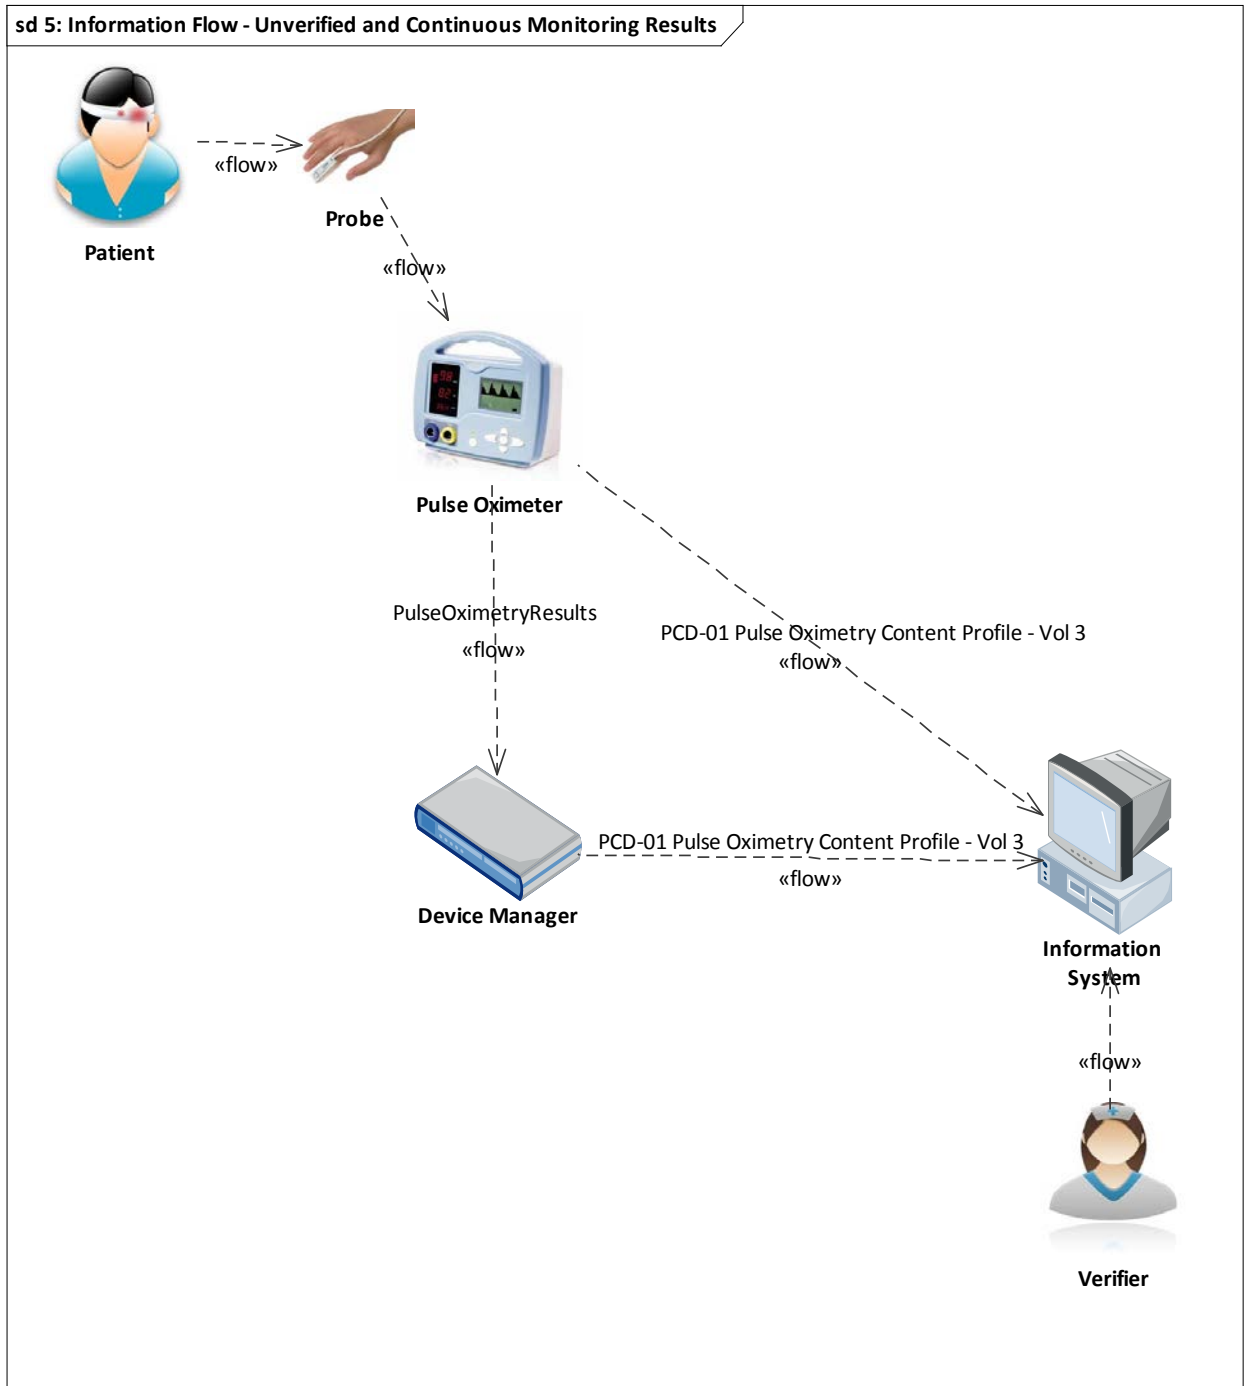 sd 5: Information Flow - Unverified and Continuous Monitoring Results
«flow»
Probe
Patient
«flow»
Pulse Oximeter
PulseOximetryResults
«flow»
PCD-01 Pulse Oximetry Content Profile - Vol 3
«flow»
PCD-01 Pulse Oximetry Content Profile - Vol 3
«flow»
Device Manager
Information
System
«flow»
Verifier